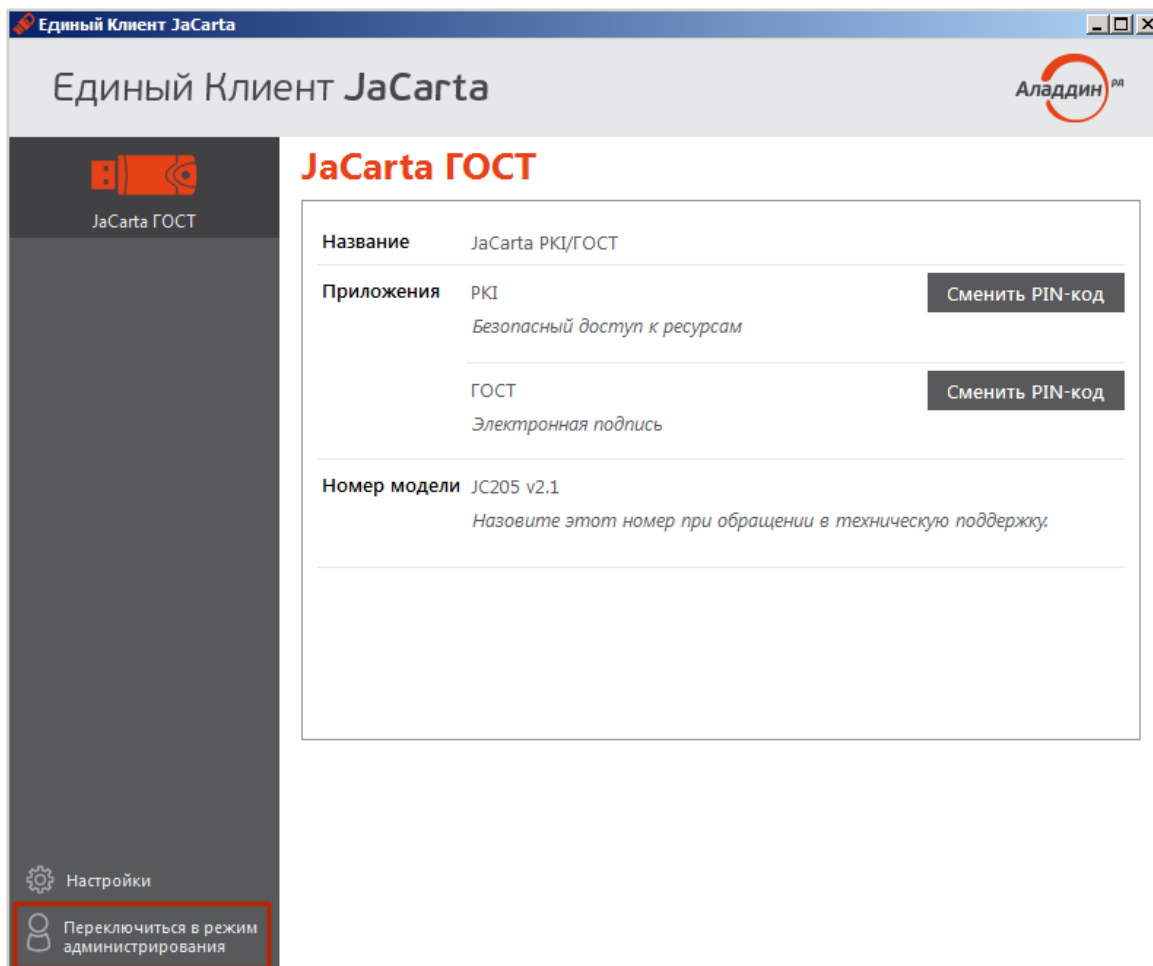 Единый Клиент JaCarta
Единый Клиент JaCarta
Аладдин РД
JaCarta ГОСТ
JaCarta ГОСТ
Название JaCarta PKI/ГОСТ
Приложения PKI Сменить PIN-код
Безопасный доступ к ресурсам
ГОСТ Сменить PIN-код
Электронная подпись
Номер модели JC205 v2.1
Назовите этот номер при обращении в техническую поддержку.
Настройки
Переключиться в режим
администрирования